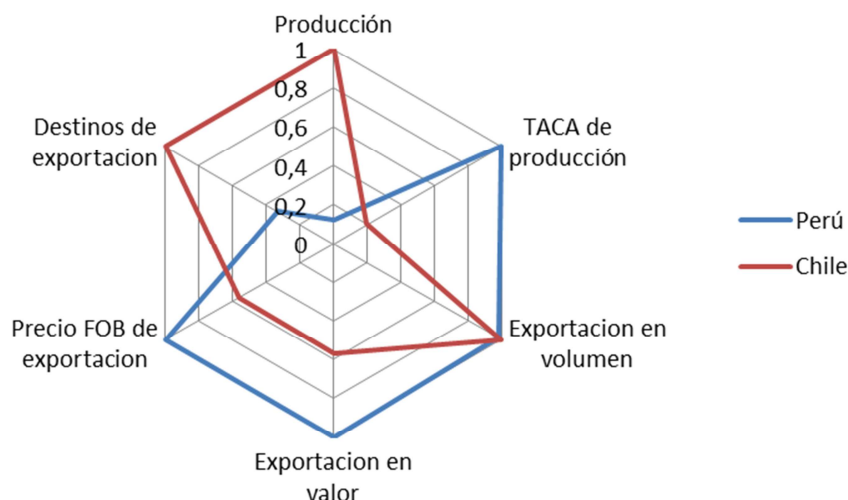 Producción
1
0,8
0,6
0,4
0,2
0
TACA de
producción
Exportacion en
volumen
Exportacion en
valor
Precio FOB de
exportacion
Destinos de
exportacion
Perú
Chile